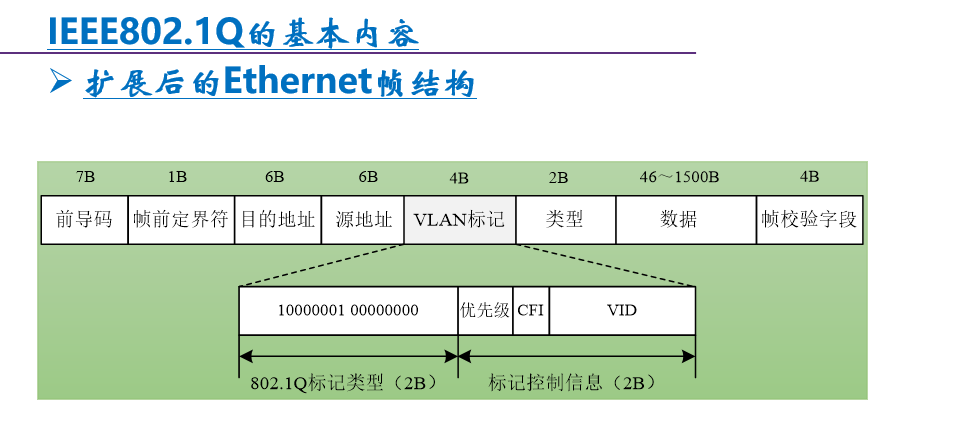 IEEE802.1Q的基本内容
扩展后的Ethernet帧结构
7B 1B 6B 6B 4B 2B 46～1500B 4B
前导码 帧前定界符 目的地址 源地址 VLAN标记 类型 数据 帧校验字段
10000001 00000000 优先级 CFI VID
802.1Q标记类型（2B） 标记控制信息（2B）